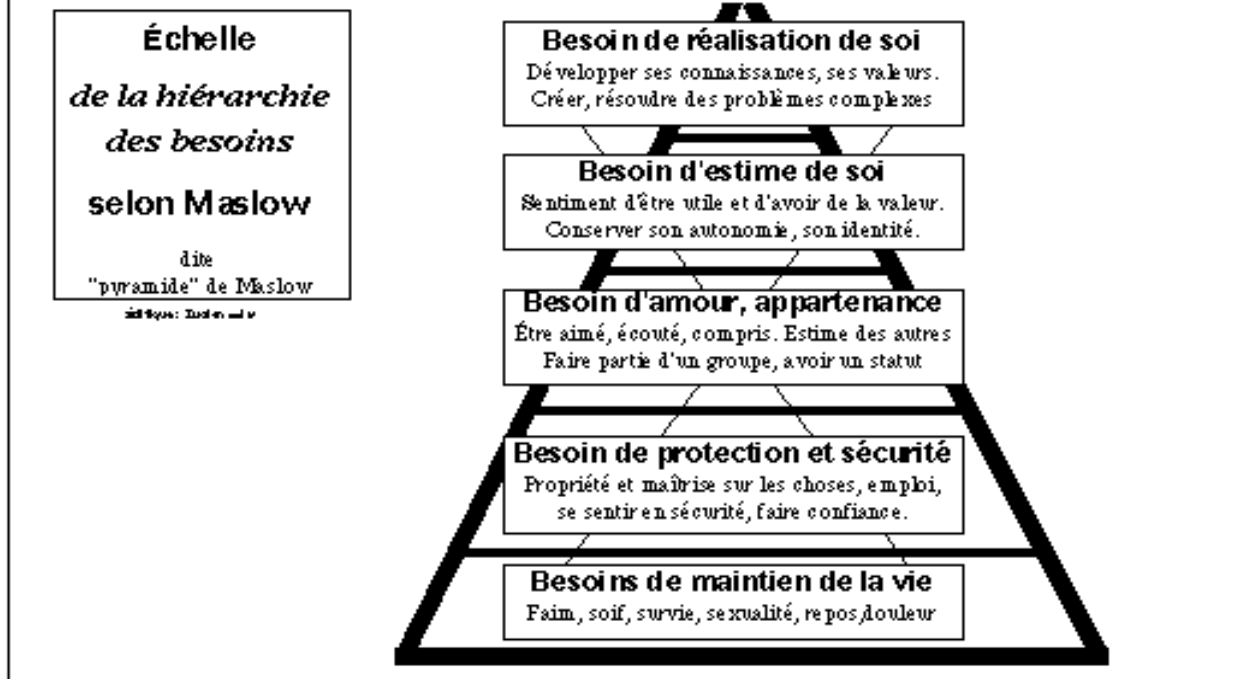 Échelle
de la hiérarchie
des besoins
selon Maslow
dite
"pyramide" de Maslow
Besoin de réalisation de soi
Développer ses connaissances, ses valeurs.
Créer, résoudre des problèmes complexes
Besoin d'estime de soi
Sentiment d'être utile et d'avoir de la valeur.
Conserver son autonomie, son identité.
Besoin d'amour, appartenance
Être aimé, écouté, compris. Estime des autres
Faire partie d'un groupe, avoir un statut
Besoin de protection et sécurité
Propriété et maîtrise sur les choses, emploi,
se sentir en sécurité, faire confiance.
Besoins de maintien de la vie
Faim, soif, survie, sexualité, repos,douleur